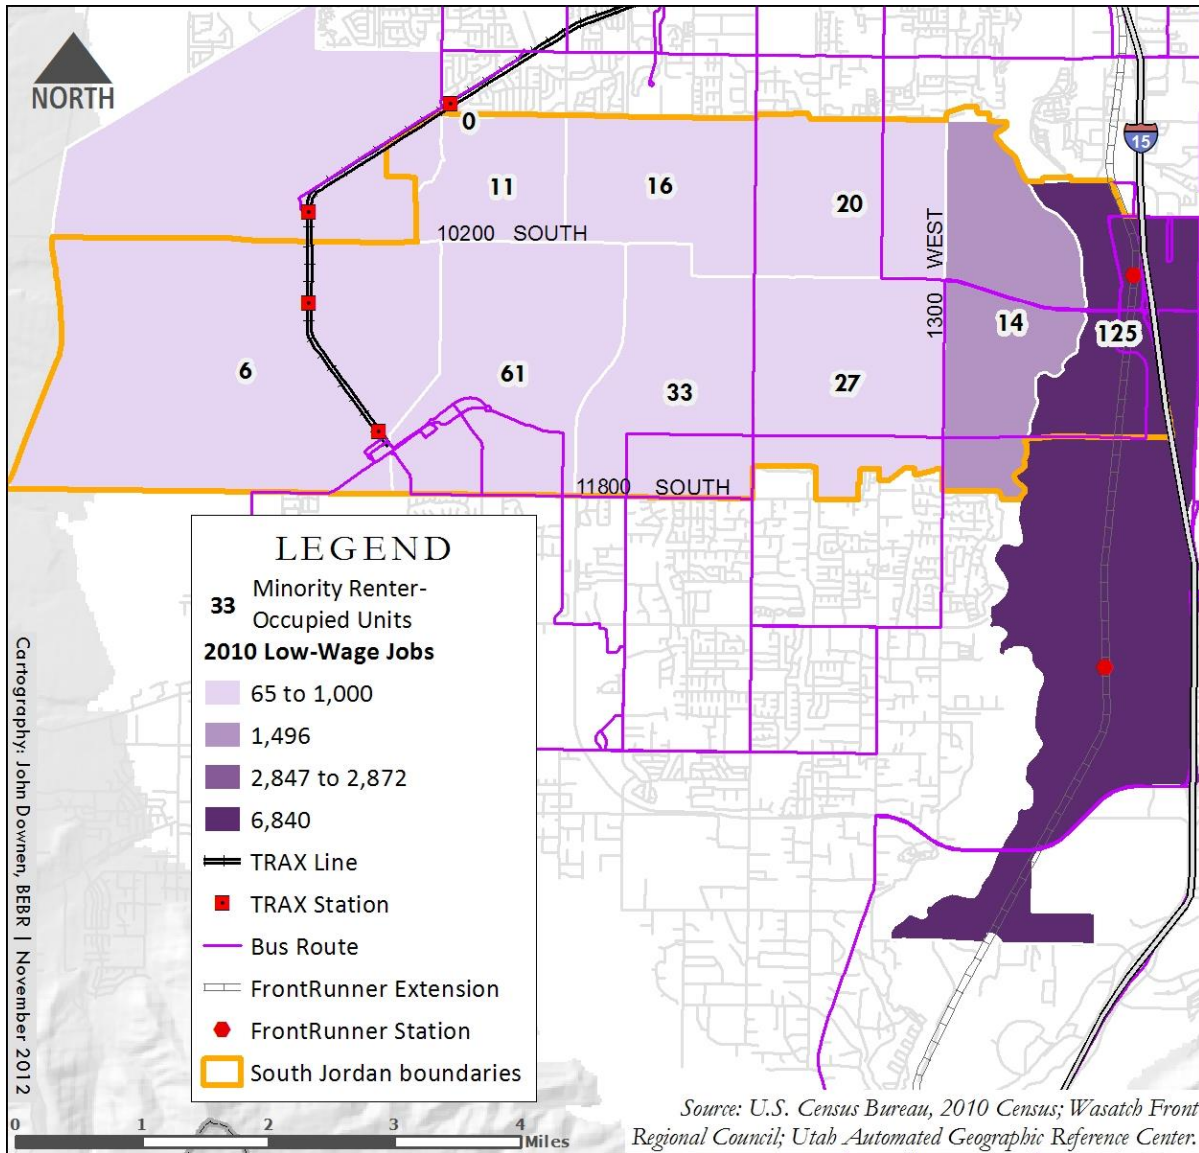 NORTH
0
15
11
16
20
10200 SOUTH
1300 WEST
14
125
6
61
33
27
11800 SOUTH
LEGEND
33 Minority Renter-
Occupied Units
2010 Low-Wage Jobs
65 to 1,000
1,496
2,847 to 2,872
6,840
TRAX Line
TRAX Station
Bus Route
FrontRunner Extension
FrontRunner Station
South Jordan boundaries
Cartography: John Downen, BEBR | November 2012
0 1 2 3 4
Miles
Source: U.S. Census Bureau, 2010 Census; Wasatch Front
Regional Council; Utah Automated Geographic Reference Center.